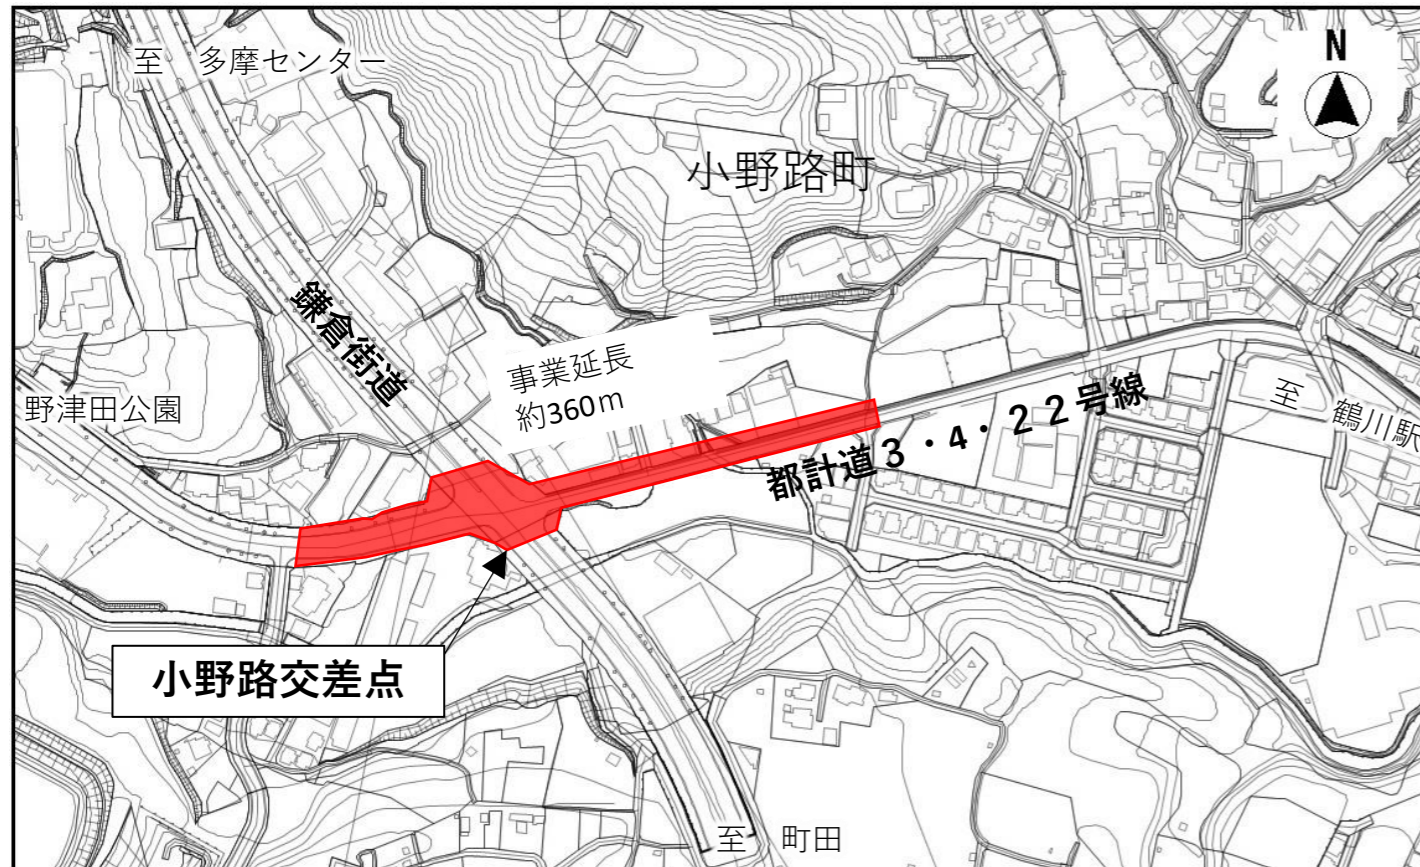 至 多摩センター
N
小野路町
鎌倉街道
事業延長
約360m
野津田公園
都計道３・４・２２号線
至 鶴川駅
小野路交差点
至 町田